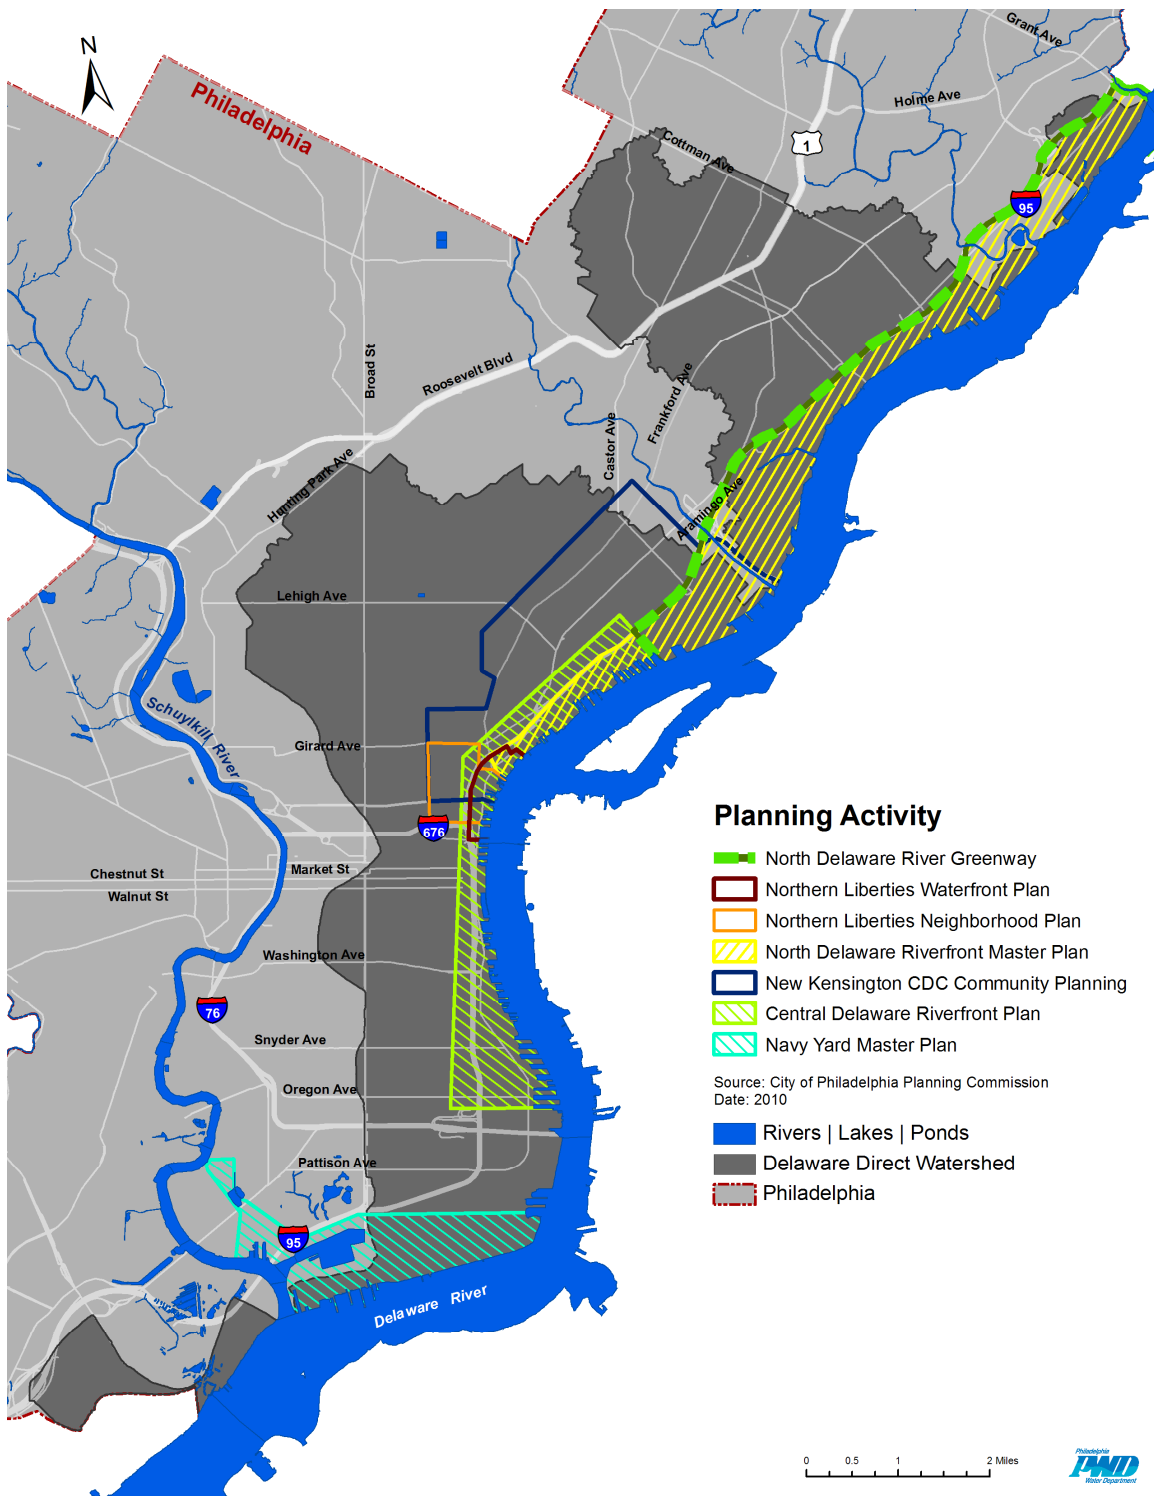 N
Philadelphia
Grant Ave
Holme Ave
Cottman Ave
1
95
Broad St
Roosevelt Blvd
Frankford Ave
Castor Ave
Hunting Park Ave
Aramingo Ave
Lehigh Ave
Schuylkill River
Girard Ave
676
Chestnut St
Market St
Walnut St
Washington Ave
76
Snyder Ave
Oregon Ave
Pattison Ave
95
Delaware River
Planning Activity
North Delaware River Greenway
Northern Liberties Waterfront Plan
Northern Liberties Neighborhood Plan
North Delaware Riverfront Master Plan
New Kensington CDC Community Planning
Central Delaware Riverfront Plan
Navy Yard Master Plan
Source: City of Philadelphia Planning Commission
Date: 2010
Rivers | Lakes | Ponds
Delaware Direct Watershed
Philadelphia
0 0.5 1 2 Miles
Philadelphia
PWD
Water Department